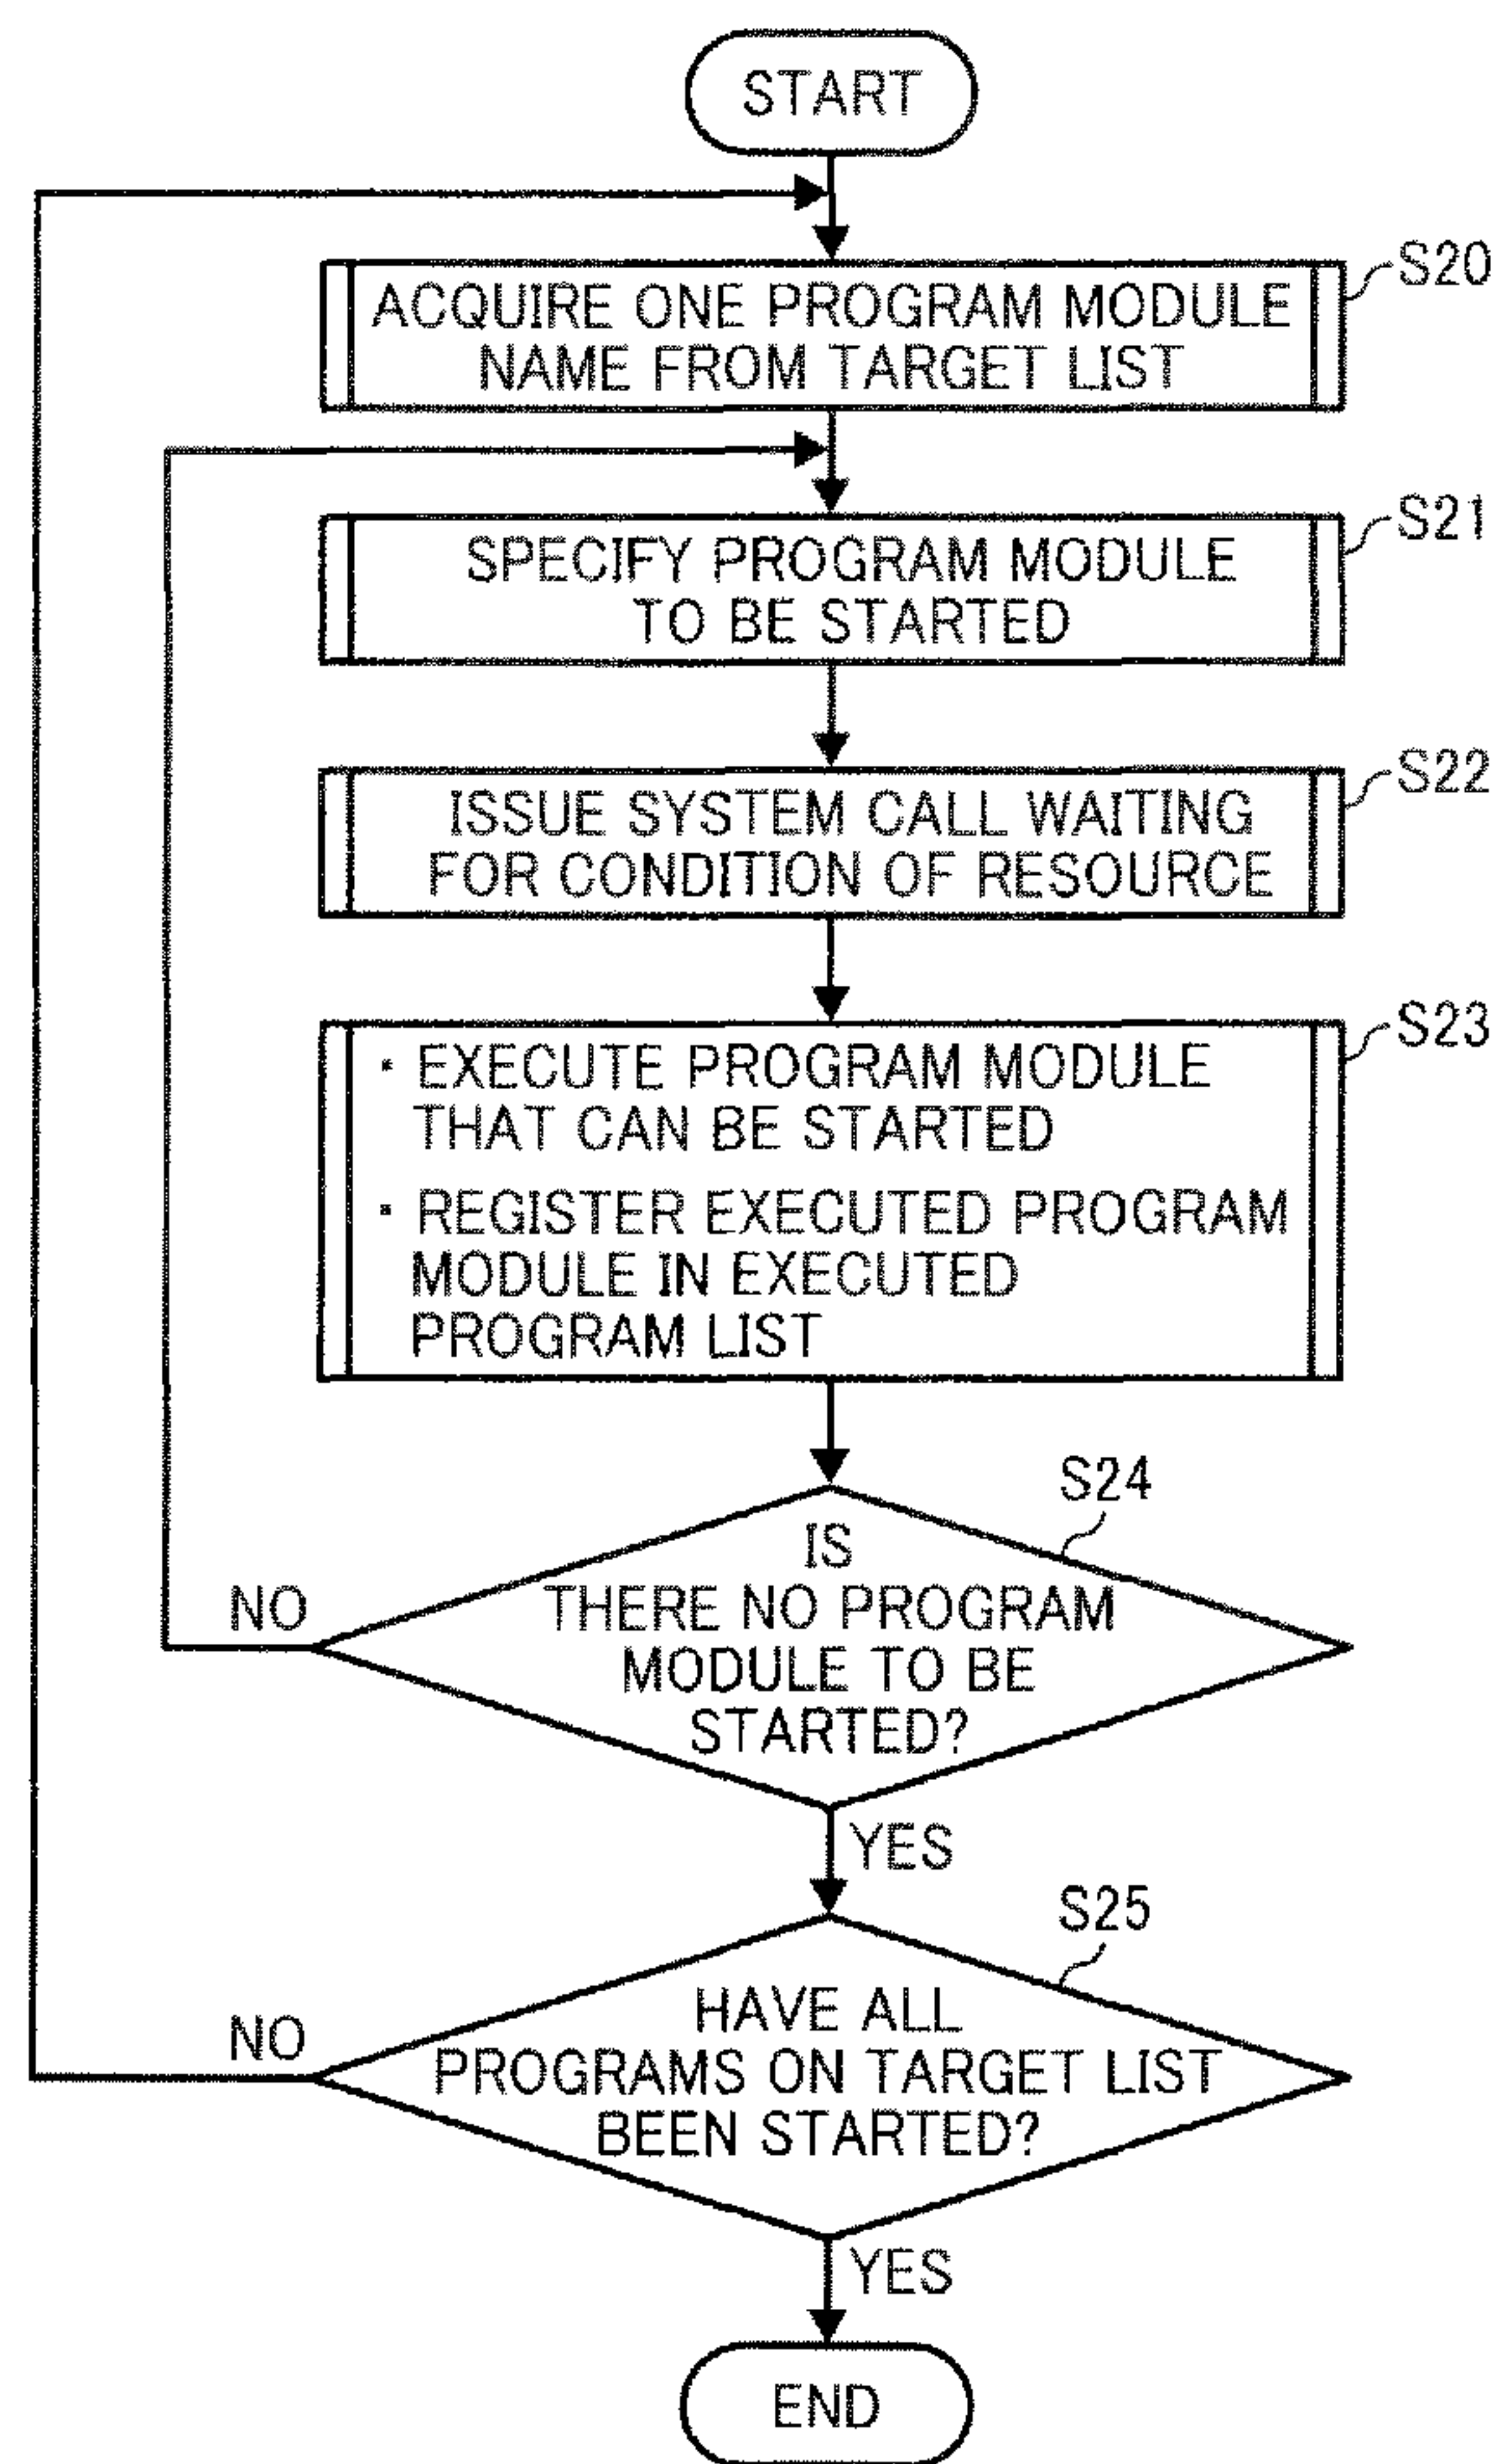 START
S20
ACQUIRE ONE PROGRAM MODULE
NAME FROM TARGET LIST
S21
SPECIFY PROGRAM MODULE
TO BE STARTED
S22
ISSUE SYSTEM CALL WAITING
FOR CONDITION OF RESOURCE
S23
・ EXECUTE PROGRAM MODULE
THAT CAN BE STARTED
・ REGISTER EXECUTED PROGRAM
MODULE IN EXECUTED
PROGRAM LIST
S24
IS
THERE NO PROGRAM
MODULE TO BE
STARTED?
NO
YES
S25
HAVE ALL
PROGRAMS ON TARGET LIST
BEEN STARTED?
NO
YES
END